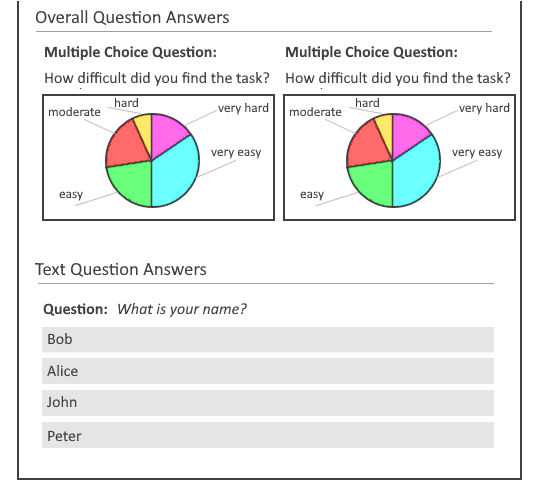 Overall Question Answers
Multiple Choice Question:
How difficult did you find the task?
hard
moderate
very hard
very easy
easy
Multiple Choice Question:
How difficult did you find the task?
hard
moderate
very hard
very easy
easy
Text Question Answers
Question: What is your name?
Bob
Alice
John
Peter